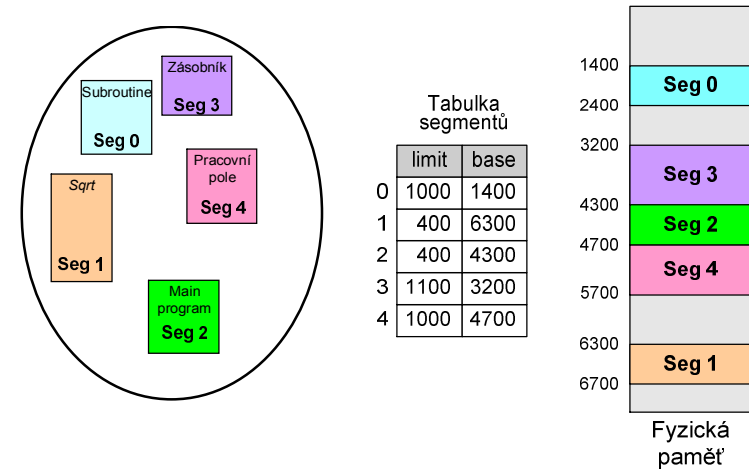 Subroutine
Seg 0
Zásobník
Seg 3
Sqrt
Seg 1
Pracovní
pole
Seg 4
Main
program
Seg 2
Tabulka
segmentů
limit base
0 1000 1400
1 400 6300
2 400 4300
3 1100 3200
4 1000 4700
1400
Seg 0
2400
3200
Seg 3
4300
Seg 2
4700
Seg 4
5700
6300
Seg 1
6700
Fyzická
paměť